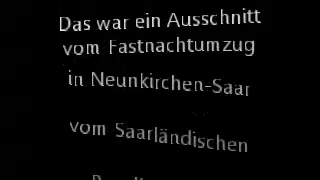 Das war ein Ausschnitt
vom Fastnachtumzug
in Neunkirchen-Saar
vom Saarländischen